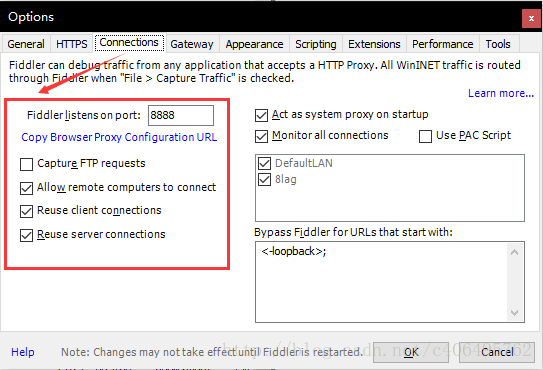 Options
General HTTPS Connections Gateway Appearance Scripting Extensions Performance Tools
Fiddler can debug traffic from any application that accepts a HTTP Proxy. All WinINET traffic is routed
through Fiddler when "File > Capture Traffic" is checked.
Learn more...
Fiddler listens on port: 8888
Copy Browser Proxy Configuration URL
Capture FTP requests
Allow remote computers to connect
Reuse client connections
Reuse server connections
Act as system proxy on startup
Monitor all connections Use PAC Script
DefaultLAN
8lag
Bypass Fiddler for URLs that start with:
<-loopback>;
Help Note: Changes may not take effect until Fiddler is restarted. OK Cancel